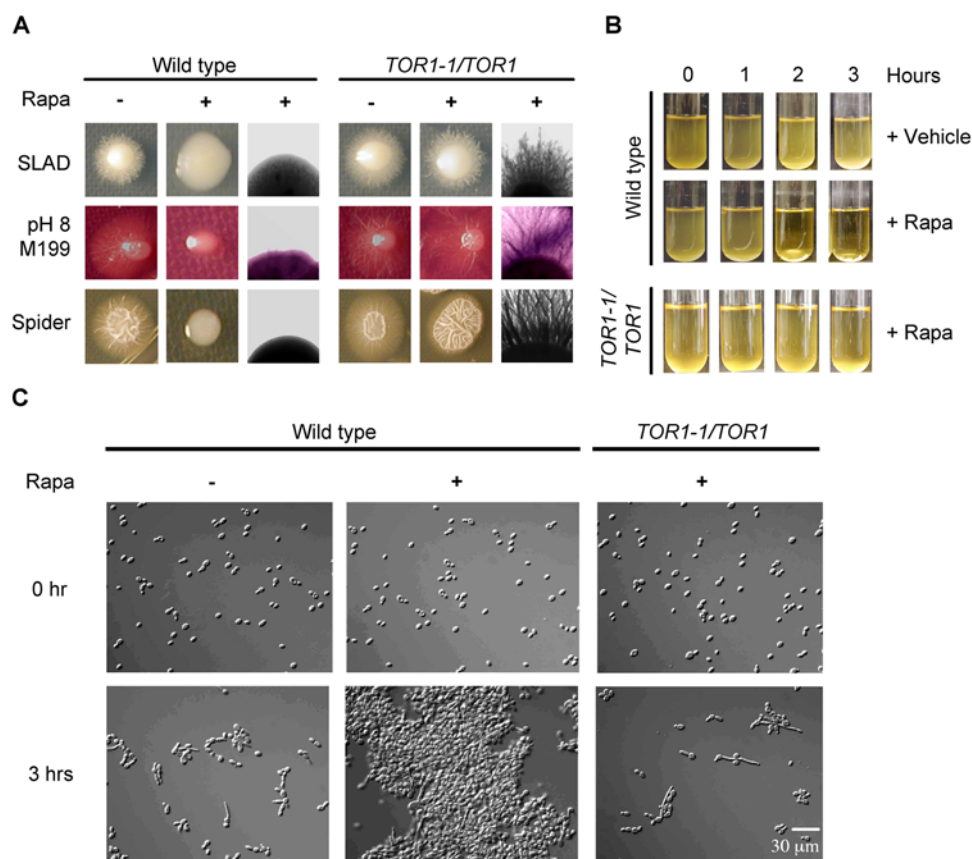 A
Wild type TOR1-1/TOR1
Rapa - + + - + +
SLAD
pH 8
M199
Spider
B
0 1 2 3 Hours
Wild type
+ Vehicle
+ Rapa
TOR1-1/
TOR1
+ Rapa
C
Wild type TOR1-1/TOR1
Rapa - + +
0 hr
3 hrs
30 μm